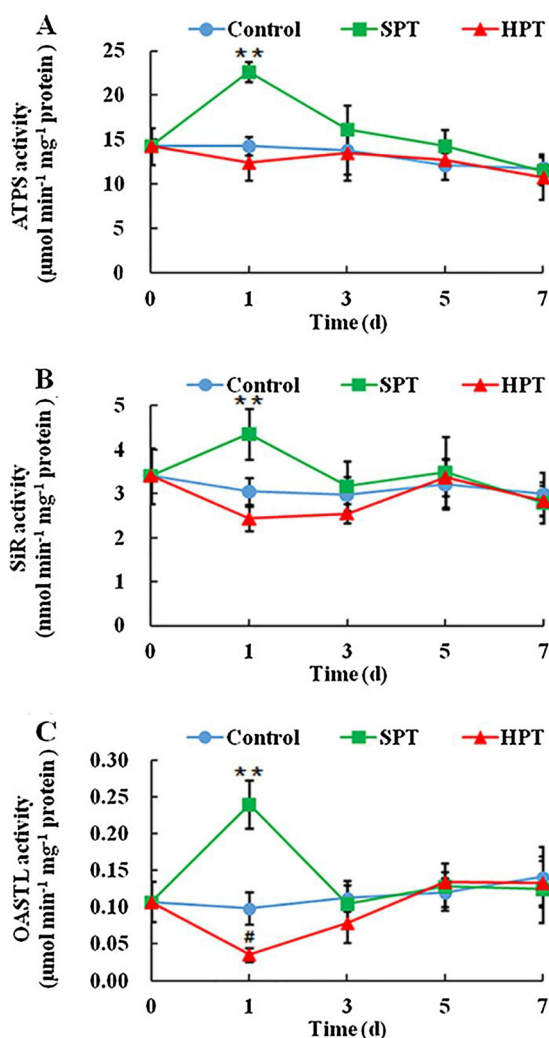 A
Control SPT HPT
**
25
20
15
10
5
0
ATPS activity
(μmol min⁻¹ mg⁻¹ protein )
0 1 3 5 7
Time (d)
B
Control SPT HPT
**
5
4
3
2
1
0
SiR activity
(nmol min⁻¹ mg⁻¹ protein )
0 1 3 5 7
Time (d)
C
Control SPT HPT
**
0.30
0.25
0.20
0.15
0.10
0.05
0.00
#
OASTL activity
(μmol min⁻¹ mg⁻¹ protein )
0 1 3 5 7
Time (d)